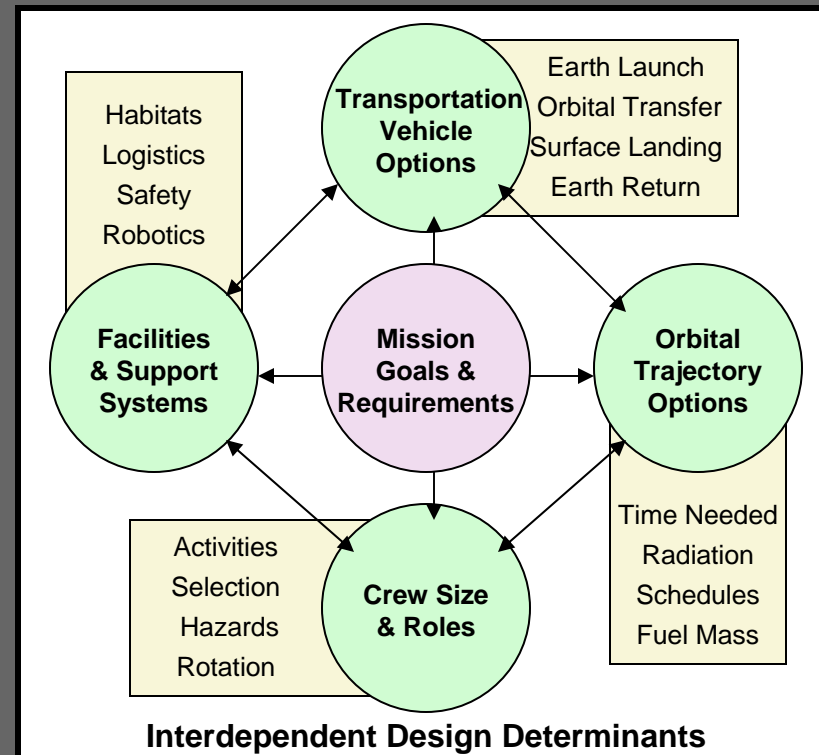 Transportation
Vehicle
Options
Earth Launch
Orbital Transfer
Surface Landing
Earth Return
Habitats
Logistics
Safety
Robotics
Facilities
& Support
Systems
Mission
Goals &
Requirements
Orbital
Trajectory
Options
Time Needed
Radiation
Schedules
Fuel Mass
Activities
Selection
Hazards
Rotation
Crew Size
& Roles
Interdependent Design Determinants